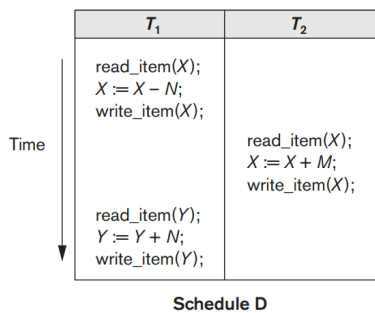 T₁ T₂
read_item(X);
X := X – N;
write_item(X);
Time
read_item(X);
X := X + M;
write_item(X);
read_item(Y);
Y := Y + N;
write_item(Y);
Schedule D